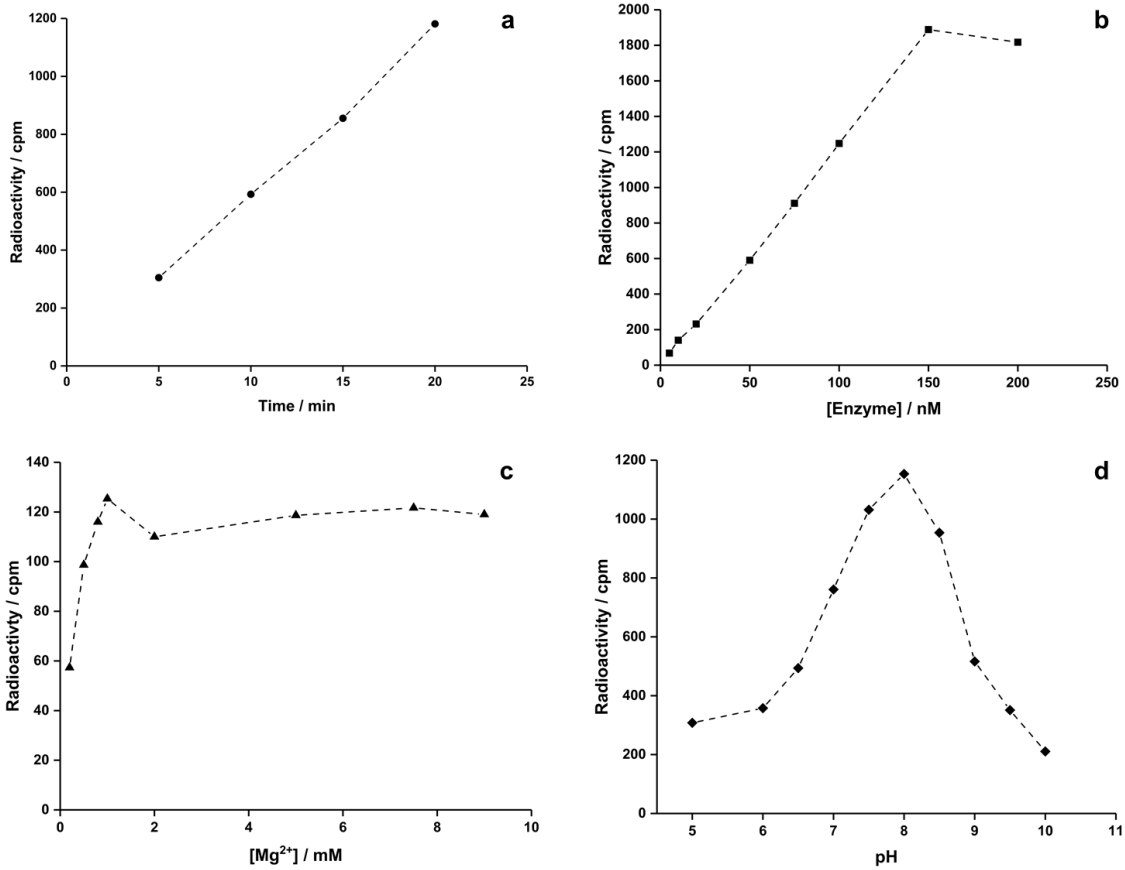 a
1200
1000
800
600
400
200
0
Radioactivity / cpm
0 5 10 15 20 25
Time / min
b
2000
1800
1600
1400
1200
1000
800
600
400
200
0
Radioactivity / cpm
0 50 100 150 200 250
[Enzyme] / nM
c
140
120
100
80
60
40
20
0
Radioactivty / cpm
0 2 4 6 8 10
[Mg²⁺] / mM
d
1200
1000
800
600
400
200
0
Radioactivity / cpm
5 6 7 8 9 10 11
pH